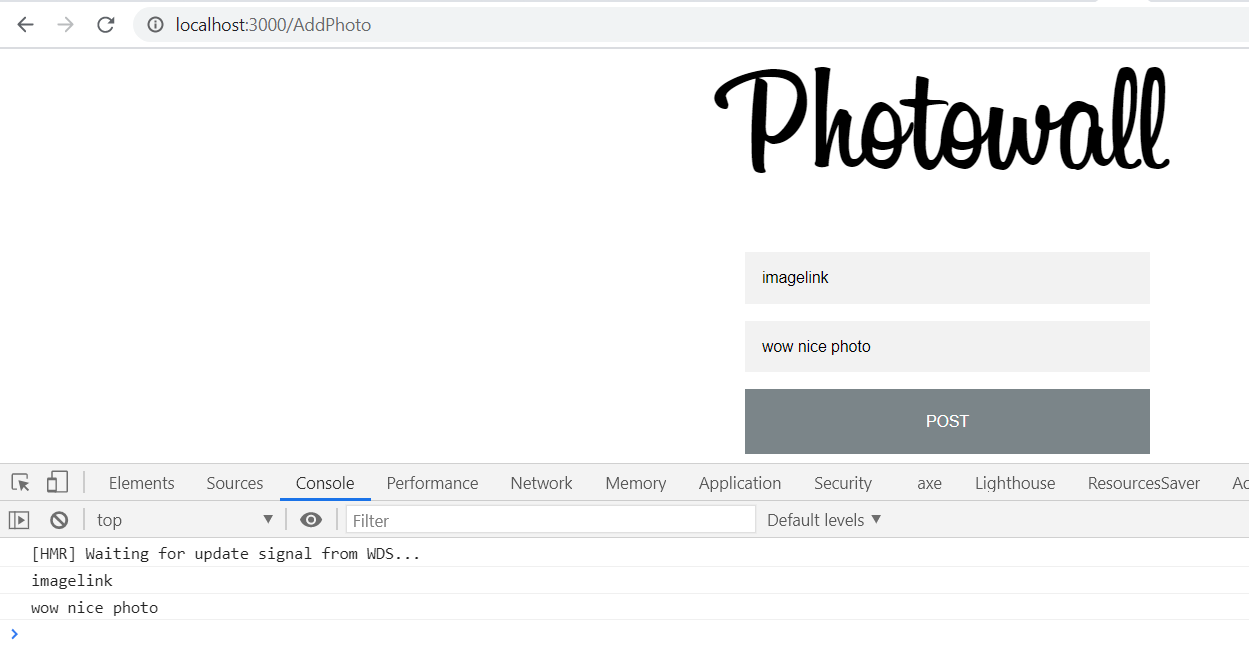 localhost:3000/AddPhoto
Photowall
imagelink
wow nice photo
POST
Elements Sources Console Performance Network Memory Application Security axe Lighthouse ResourcesSaver
top Filter Default levels
[HMR] Waiting for update signal from WDS...
imagelink
wow nice photo